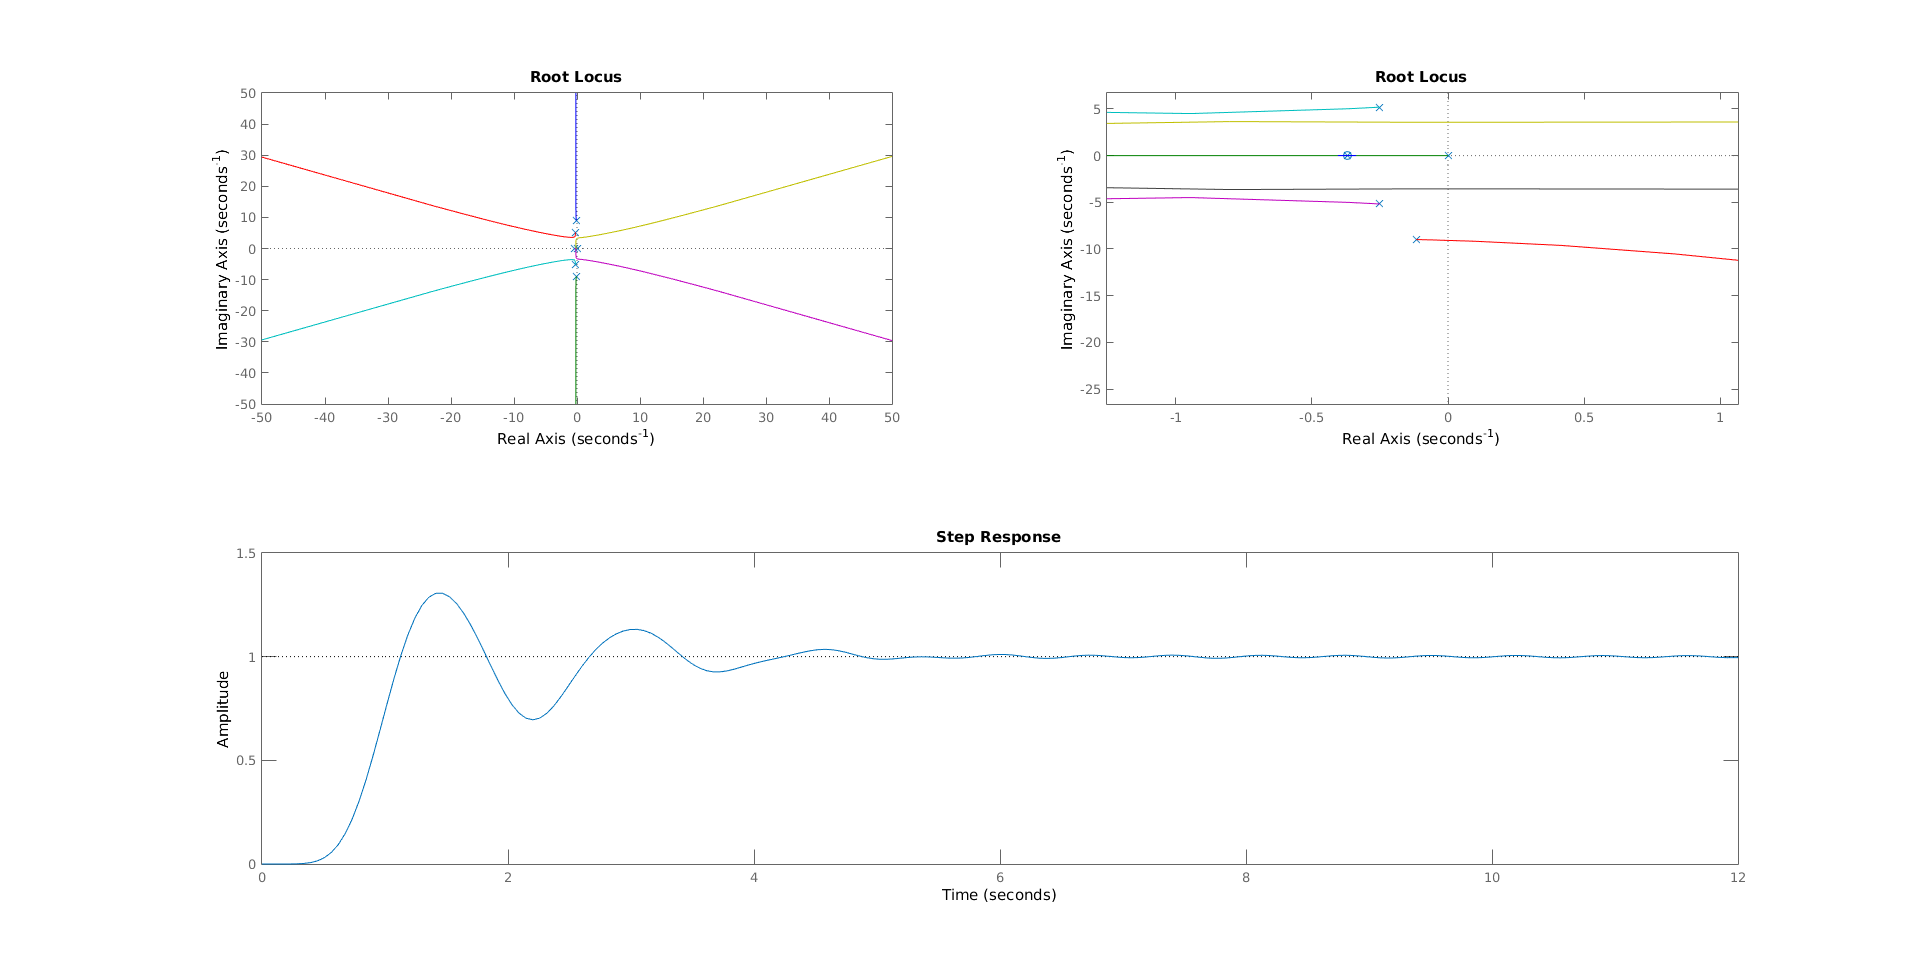 Root Locus
Imaginary Axis (seconds⁻¹)
50
40
30
20
10
0
-10
-20
-30
-40
-50
-50 -40 -30 -20 -10 0 10 20 30 40 50
Real Axis (seconds⁻¹)
Root Locus
Imaginary Axis (seconds⁻¹)
5
0
-5
-10
-15
-20
-25
-1 -0.5 0 0.5 1
Real Axis (seconds⁻¹)
Step Response
Amplitude
1.5
1
0.5
0
0 2 4 6 8 10 12
Time (seconds)